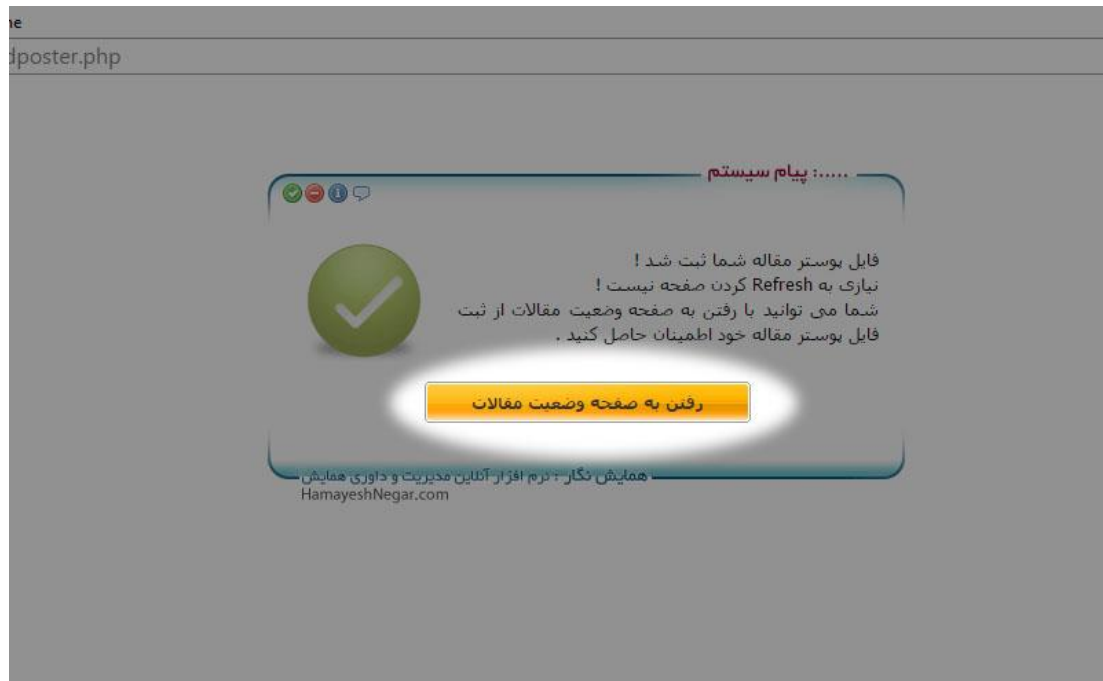 ne
dposter.php
.....: پیام سیستم
فایل پوستر مقاله شما ثبت شد !
نیازی به Refresh کردن صفحه نیست !
شما می توانید با رفتن به صفحه وضعیت مقالات از ثبت
فایل پوستر مقاله خود اطمینان حاصل کنید .
رفتن به صفحه وضعیت مقالات
همایش نگار : نرم افزار آنلاین مدیریت و داوری همایش
HamayeshNegar.com